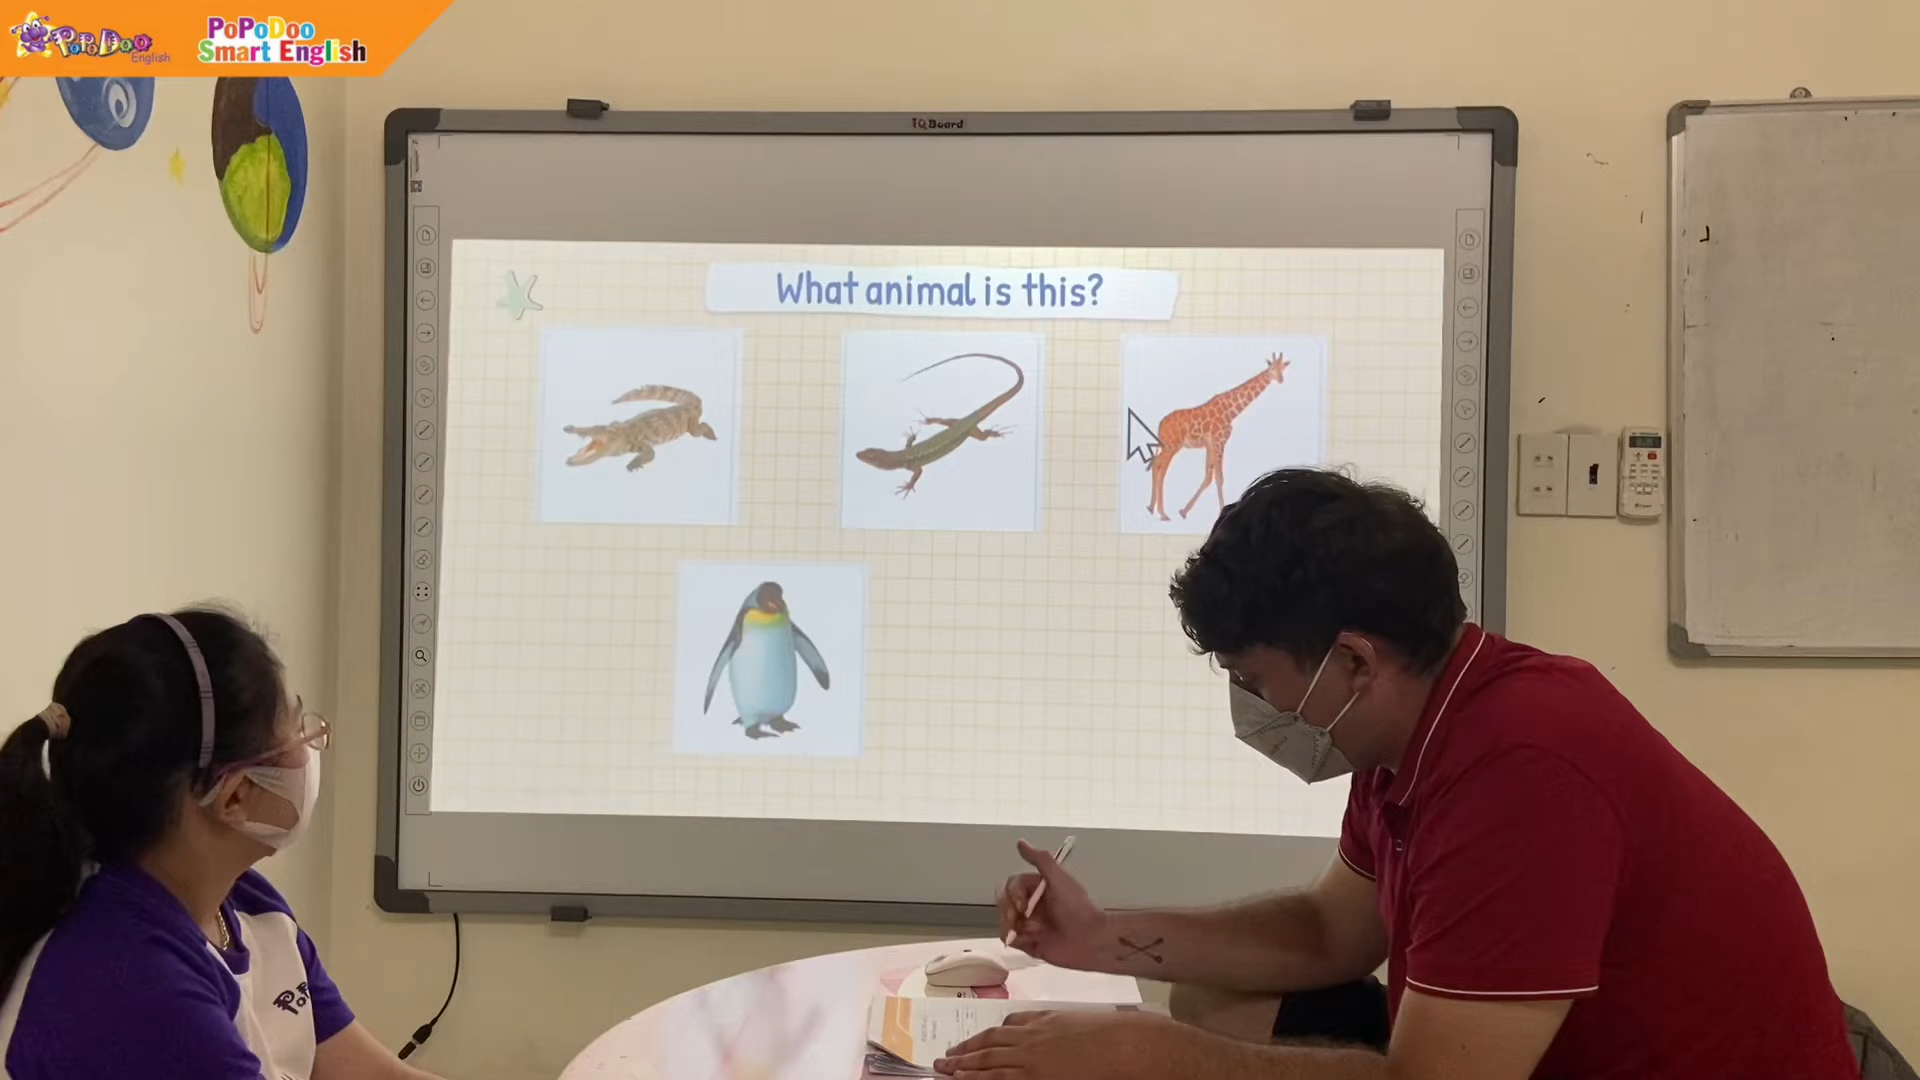 PoPoDoo
English
PoPoDoo
Smart English
IQBoard
What animal is this?